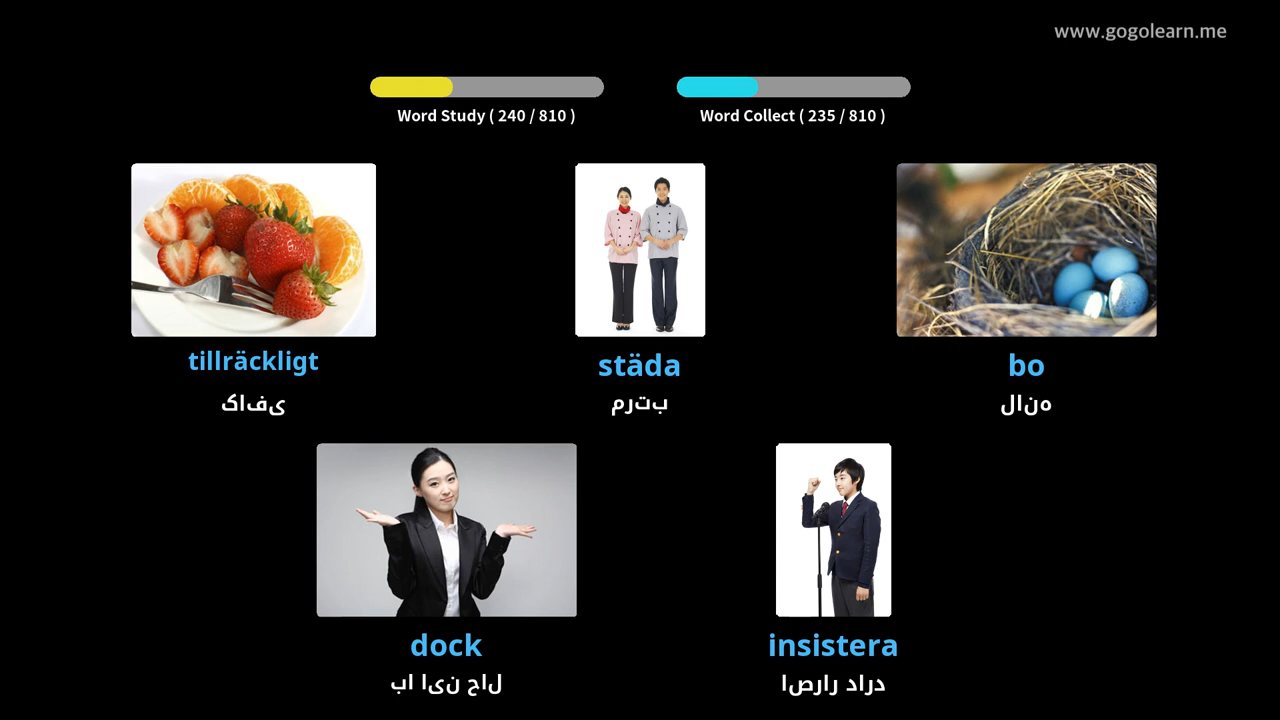 www.gogolearn.me
Word Study ( 240 / 810 )
Word Collect ( 235 / 810 )
tillräckligt
کافی
städa
مرتب
bo
لانه
dock
با این حال
insistera
اصرار دارد